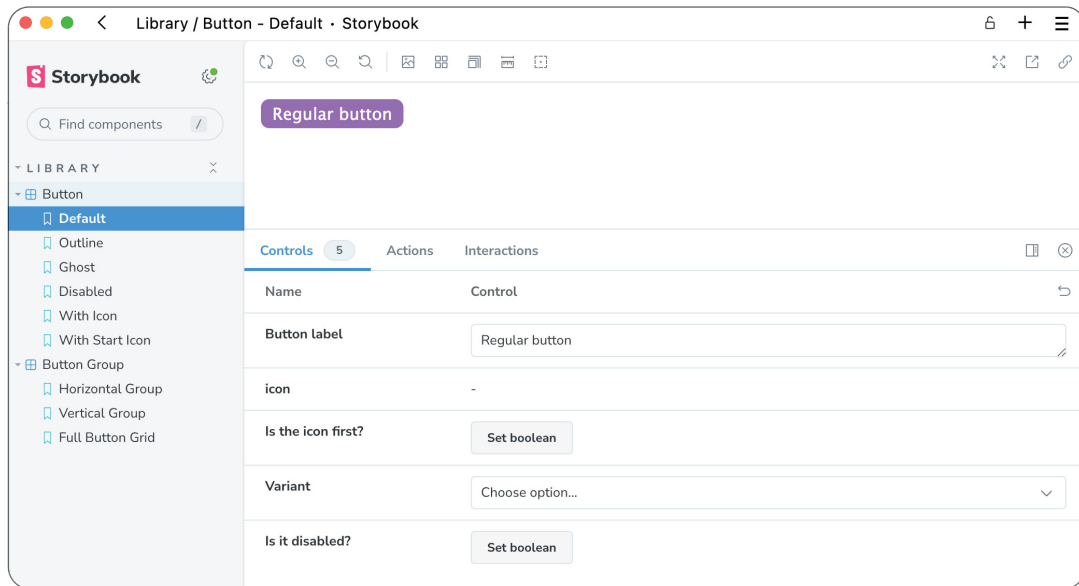 Library / Button - Default · Storybook
S Storybook
Find components /
LIBRARY
Button
Default
Outline
Ghost
Disabled
With Icon
With Start Icon
Button Group
Horizontal Group
Vertical Group
Full Button Grid
Regular button
Controls 5 Actions Interactions
Name Control
Button label Regular button
icon -
Is the icon first? Set boolean
Variant Choose option...
Is it disabled? Set boolean